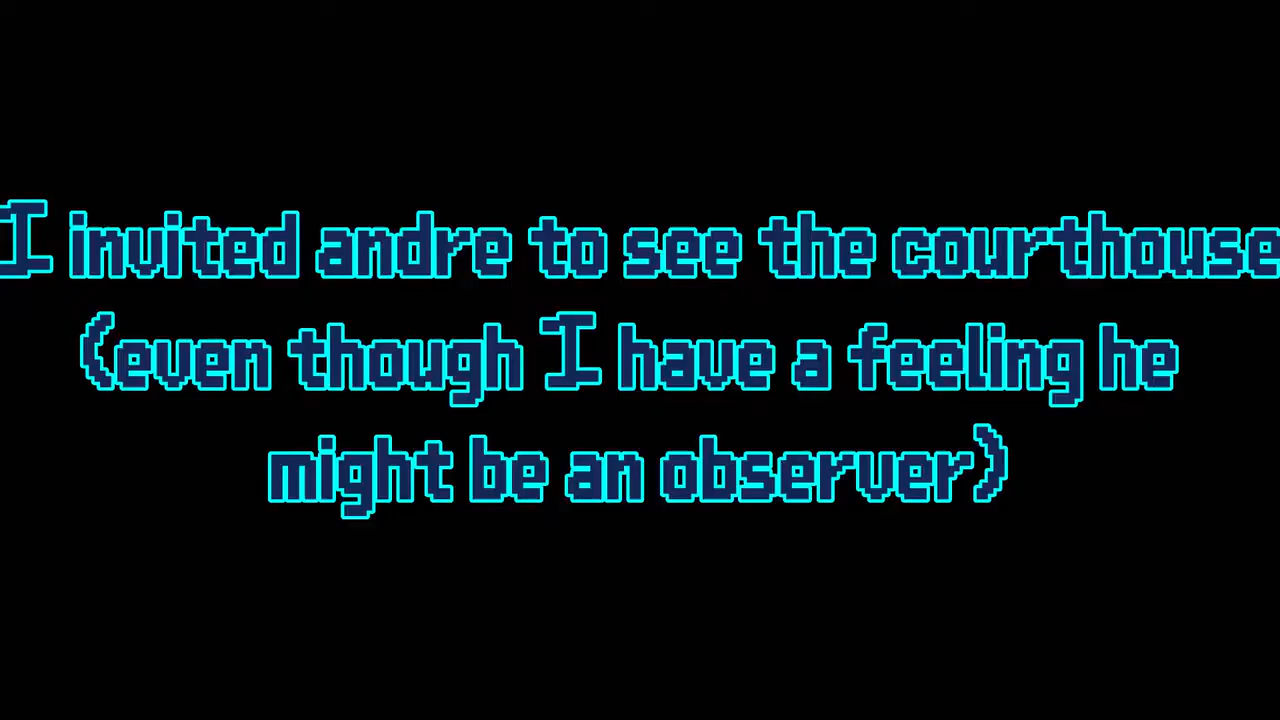 I invited andre to see the courthouse
(even though I have a feeling he
might be an observer)